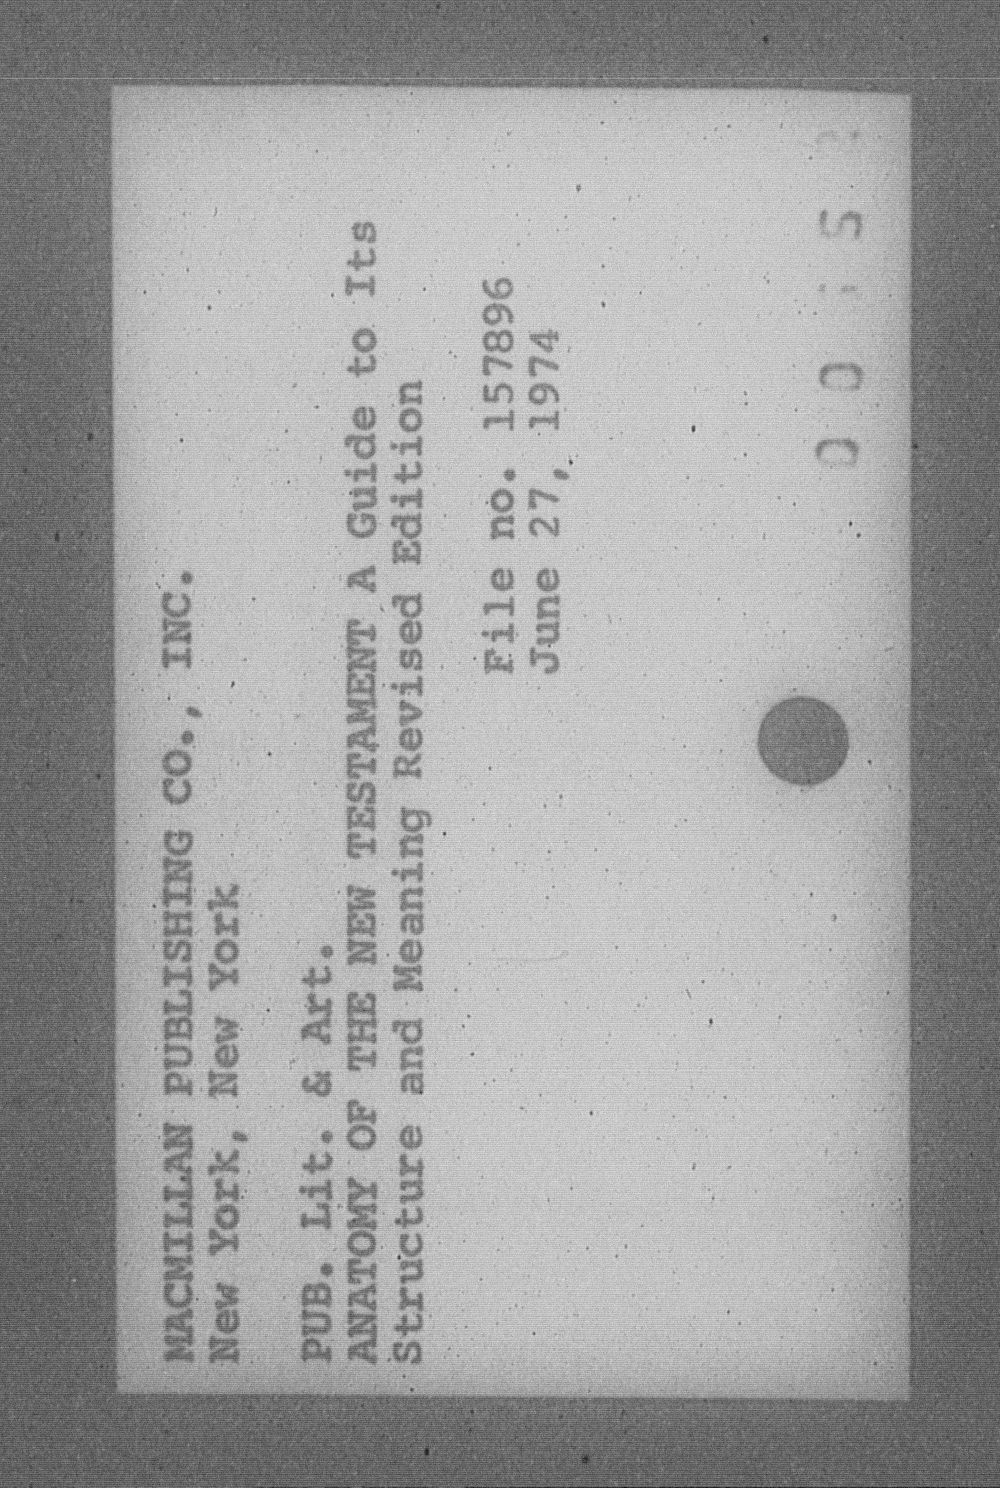 MACMILLAN PUBLISHING CO., INC.
New York, New York
PUB. Lit. & Art.
ANATOMY OF THE NEW TESTAMENT A Guide to Its
Structure and Meaning Revised Edition
File no. 157896
June 27, 1974